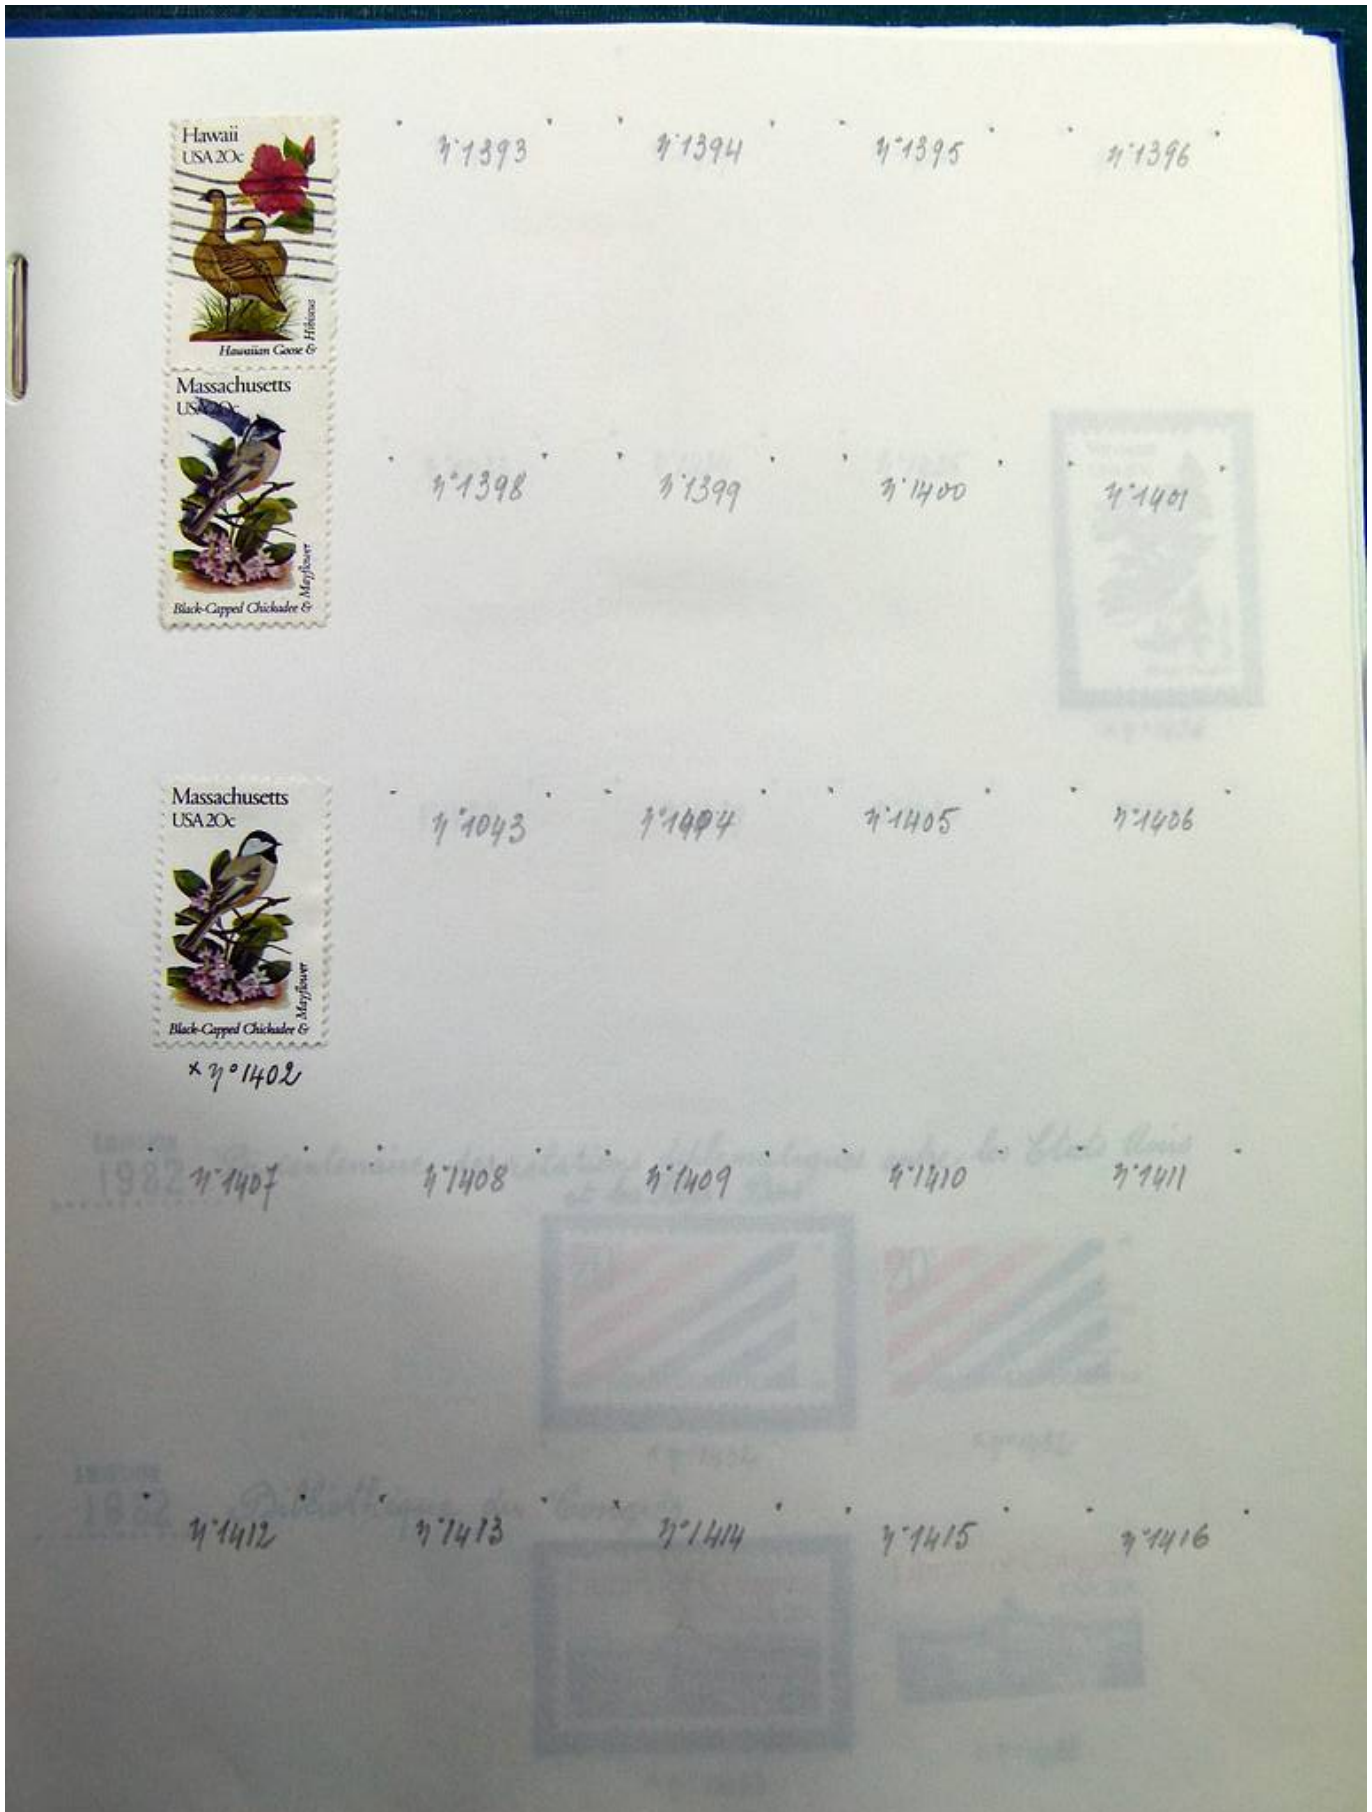 Hawaii
USA 20c
Hawaiian Goose & Hibiscus
n°1393 n°1394 n°1395 n°1396
Massachusetts
USA 20c
Black-Capped Chickadee & Mayflower
n°1398 n°1399 n°1400 n°1401
Massachusetts
USA 20c
Black-Capped Chickadee & Mayflower
x n°1402
n°1043 n°1404 n°1405 n°1406
n°1407 n°1408 n°1409 n°1410 n°1411
1982
n°1412 n°1413 n°1414 n°1415 n°1416
1982